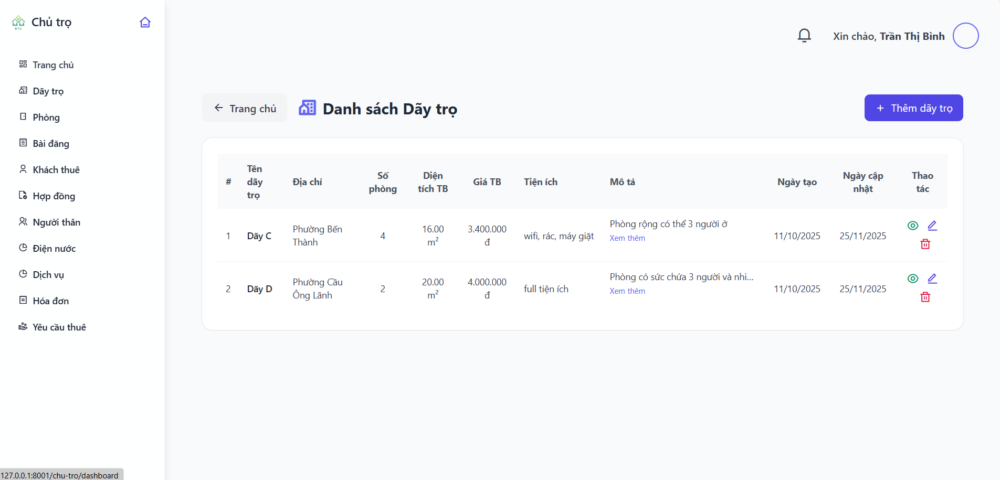 BTC
Chủ trọ
Trang chủ
Dãy trọ
Phòng
Bài đăng
Khách thuê
Hợp đồng
Người thân
Điện nước
Dịch vụ
Hóa đơn
Yêu cầu thuê
Xin chào, Trần Thị Bình
← Trang chủ
Danh sách Dãy trọ
+ Thêm dãy trọ
# Tên dãy trọ Địa chỉ Số phòng Diện tích TB Giá TB Tiện ích Mô tả Ngày tạo Ngày cập nhật Thao tác
1 Dãy C Phường Bến Thành 4 16.00 m² 3.400.000 đ wifi, rác, máy giặt Phòng rộng có thể 3 người ở 11/10/2025 25/11/2025
Xem thêm
2 Dãy D Phường Cầu Ông Lãnh 2 20.00 m² 4.000.000 đ full tiện ích Phòng có sức chứa 3 người và nhi... 11/10/2025 25/11/2025
Xem thêm
127.0.0.1:8001/chu-tro/dashboard